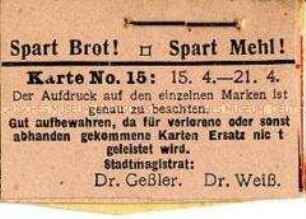 Spart Brot! ¤ Spart Mehl!
Karte No. 15: 15. 4.—21. 4.
Der Aufdruck auf den einzelnen Marken ist
genau zu beachten.
Gut aufbewahren, da für verlorene oder sonst
abhanden gekommene Karten Ersatz nic t
geleistet wird.
Stadtmagistrat:
Dr. Geßler. Dr. Weiß.